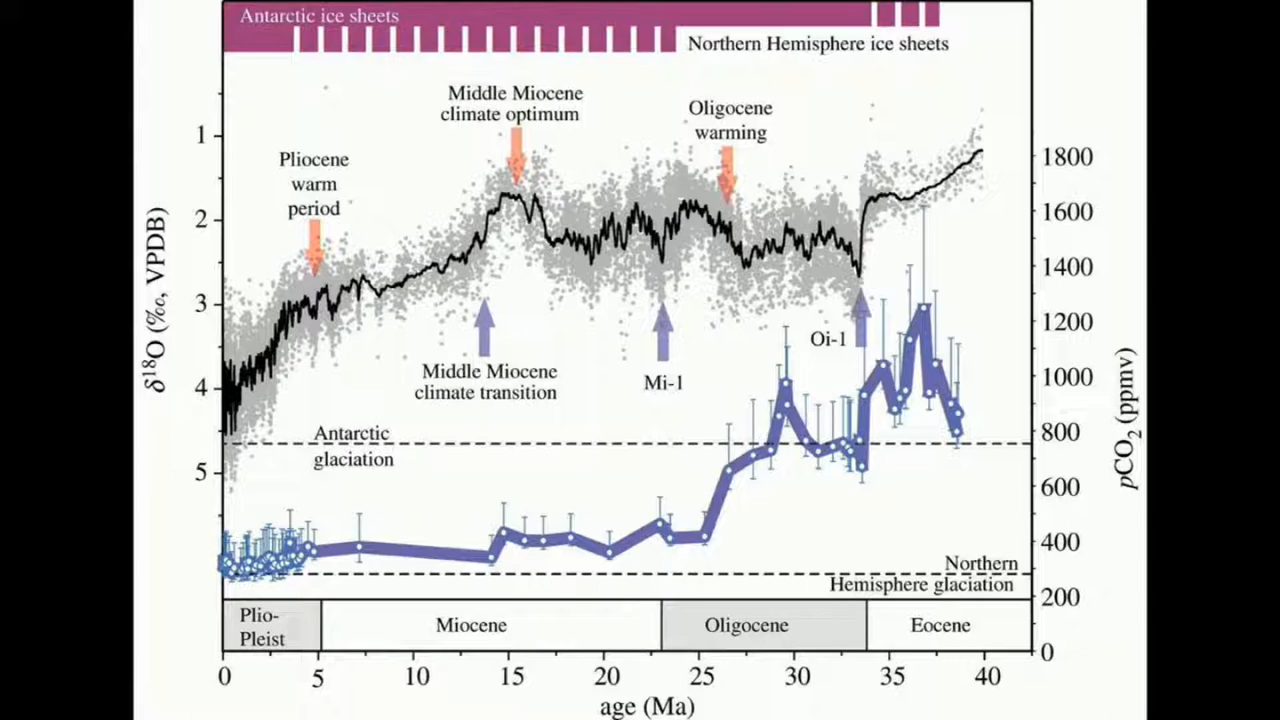 Antarctic ice sheets
Northern Hemisphere ice sheets
Middle Miocene
climate optimum
Oligocene
warming
Pliocene
warm
period
Oi-1
Middle Miocene
climate transition
Mi-1
Antarctic
glaciation
Northern
Hemisphere glaciation
1
2
3
4
5
δ¹⁸O (‰, VPDB)
1800
1600
1400
1200
1000
800
600
400
200
0
pCO₂ (ppmv)
Plio-
Pleist
Miocene
Oligocene
Eocene
0 5 10 15 20 25 30 35 40
age (Ma)